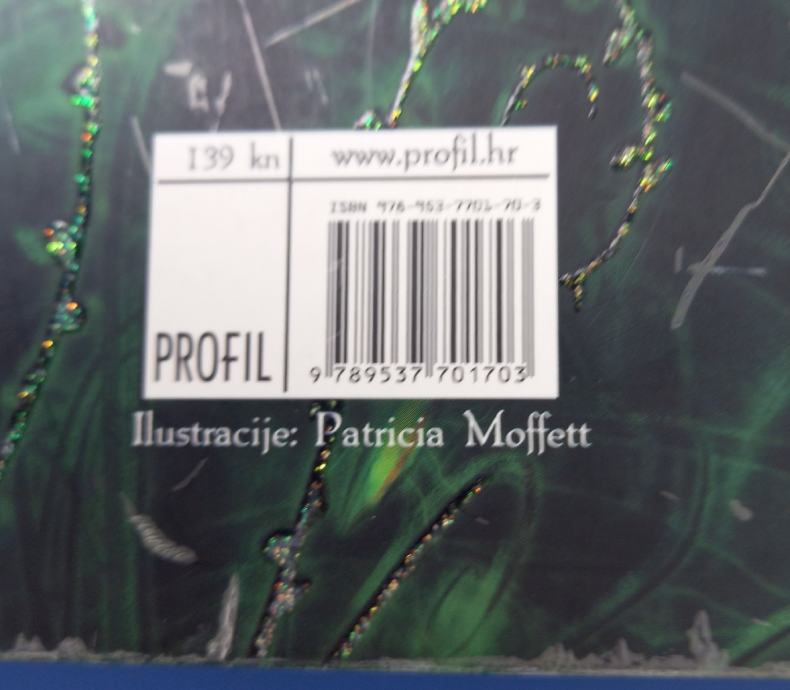 139 kn
www.profil.hr
ISBN 978-953-7701-70-3
9 789537 701703
PROFIL
Ilustracije: Patricia Moffett